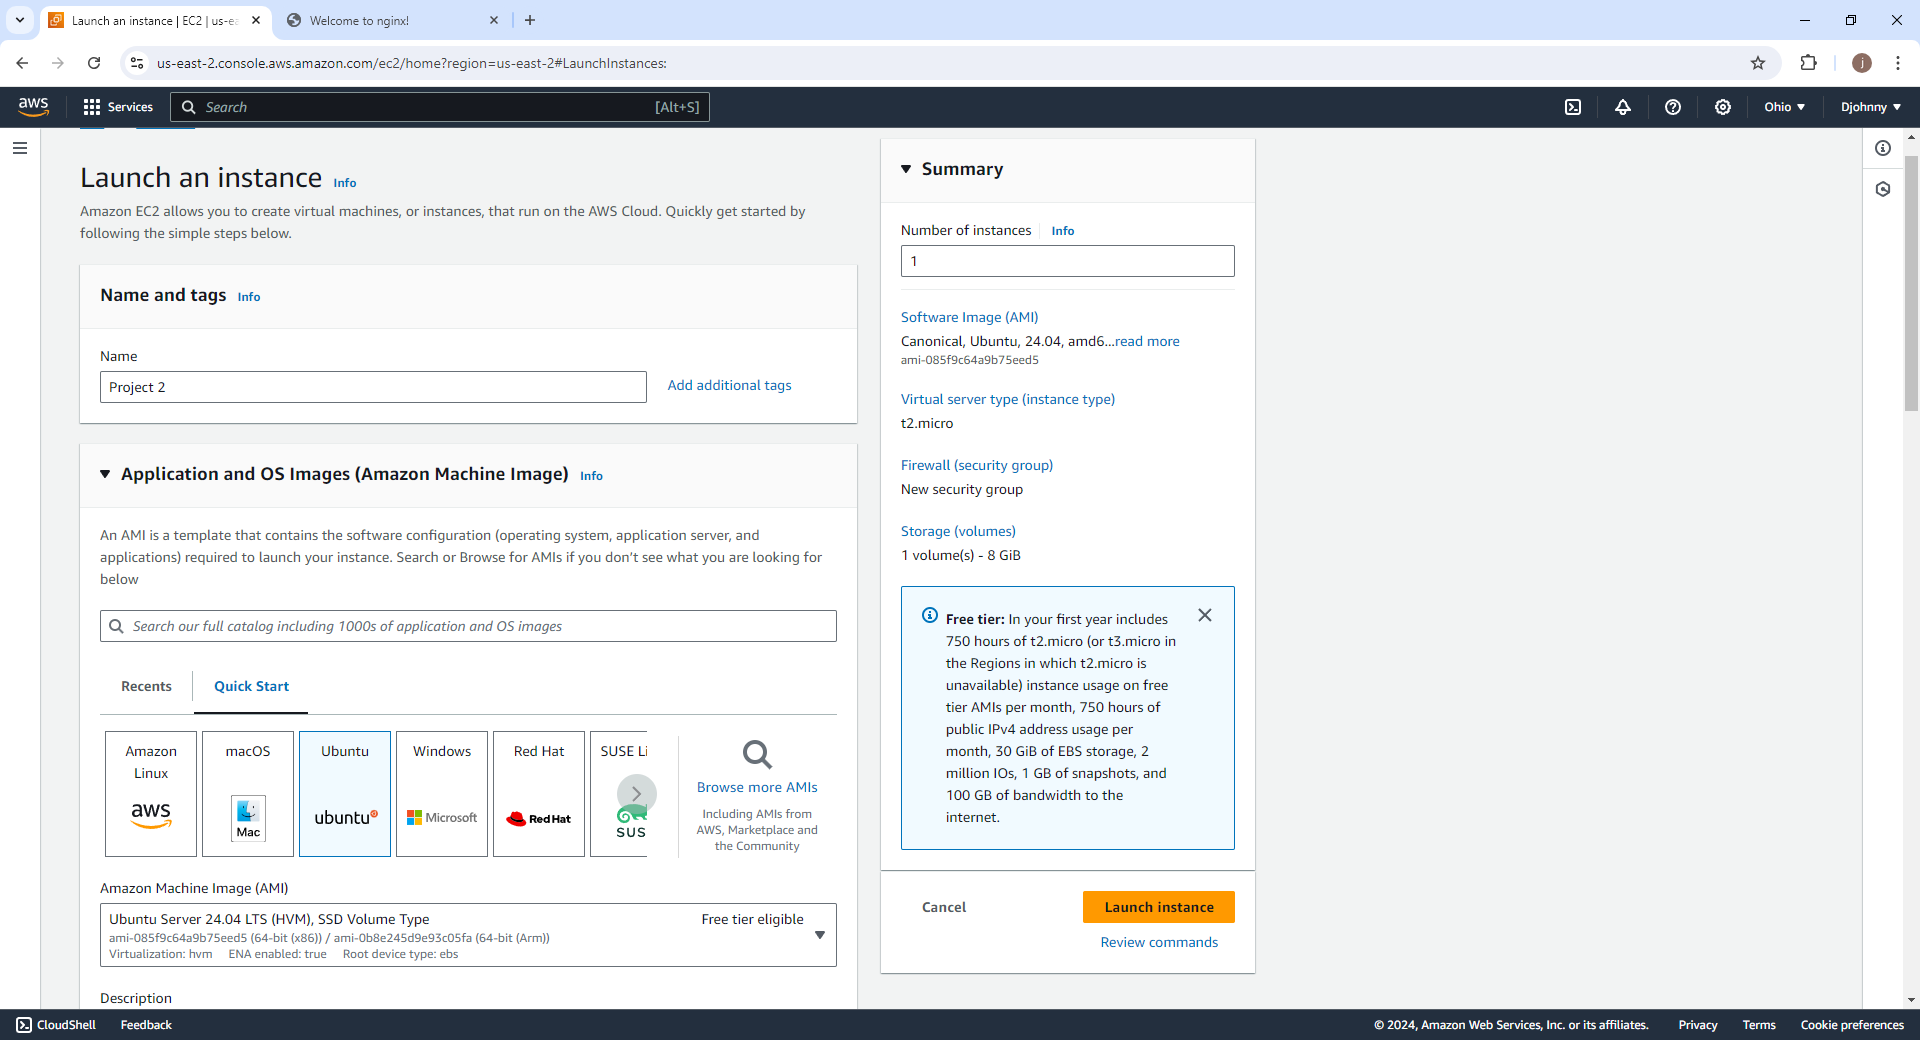 Launch an instance | EC2 | us-ea
Welcome to nginx!
us-east-2.console.aws.amazon.com/ec2/home?region=us-east-2#LaunchInstances:
j
aws
Services
Search
[Alt+S]
Ohio
Djohnny
Launch an instance Info
Amazon EC2 allows you to create virtual machines, or instances, that run on the AWS Cloud. Quickly get started by
following the simple steps below.
Name and tags Info
Name
Project 2
Add additional tags
Application and OS Images (Amazon Machine Image) Info
An AMI is a template that contains the software configuration (operating system, application server, and
applications) required to launch your instance. Search or Browse for AMIs if you don't see what you are looking for
below
Search our full catalog including 1000s of application and OS images
Recents
Quick Start
Amazon
Linux
aws
macOS
Mac
Ubuntu
ubuntu
Windows
Microsoft
Red Hat
Red Hat
SUSE Li
SUS
Browse more AMIs
Including AMIs from
AWS, Marketplace and
the Community
Amazon Machine Image (AMI)
Ubuntu Server 24.04 LTS (HVM), SSD Volume Type
Free tier eligible
ami-085f9c64a9b75eed5 (64-bit (x86)) / ami-0b8e245d9e93c05fa (64-bit (Arm))
Virtualization: hvm ENA enabled: true Root device type: ebs
Description
Summary
Number of instances Info
1
Software Image (AMI)
Canonical, Ubuntu, 24.04, amd6...read more
ami-085f9c64a9b75eed5
Virtual server type (instance type)
t2.micro
Firewall (security group)
New security group
Storage (volumes)
1 volume(s) - 8 GiB
Free tier: In your first year includes
750 hours of t2.micro (or t3.micro in
the Regions in which t2.micro is
unavailable) instance usage on free
tier AMIs per month, 750 hours of
public IPv4 address usage per
month, 30 GiB of EBS storage, 2
million IOs, 1 GB of snapshots, and
100 GB of bandwidth to the
internet.
Cancel
Launch instance
Review commands
CloudShell
Feedback
© 2024, Amazon Web Services, Inc. or its affiliates.
Privacy
Terms
Cookie preferences